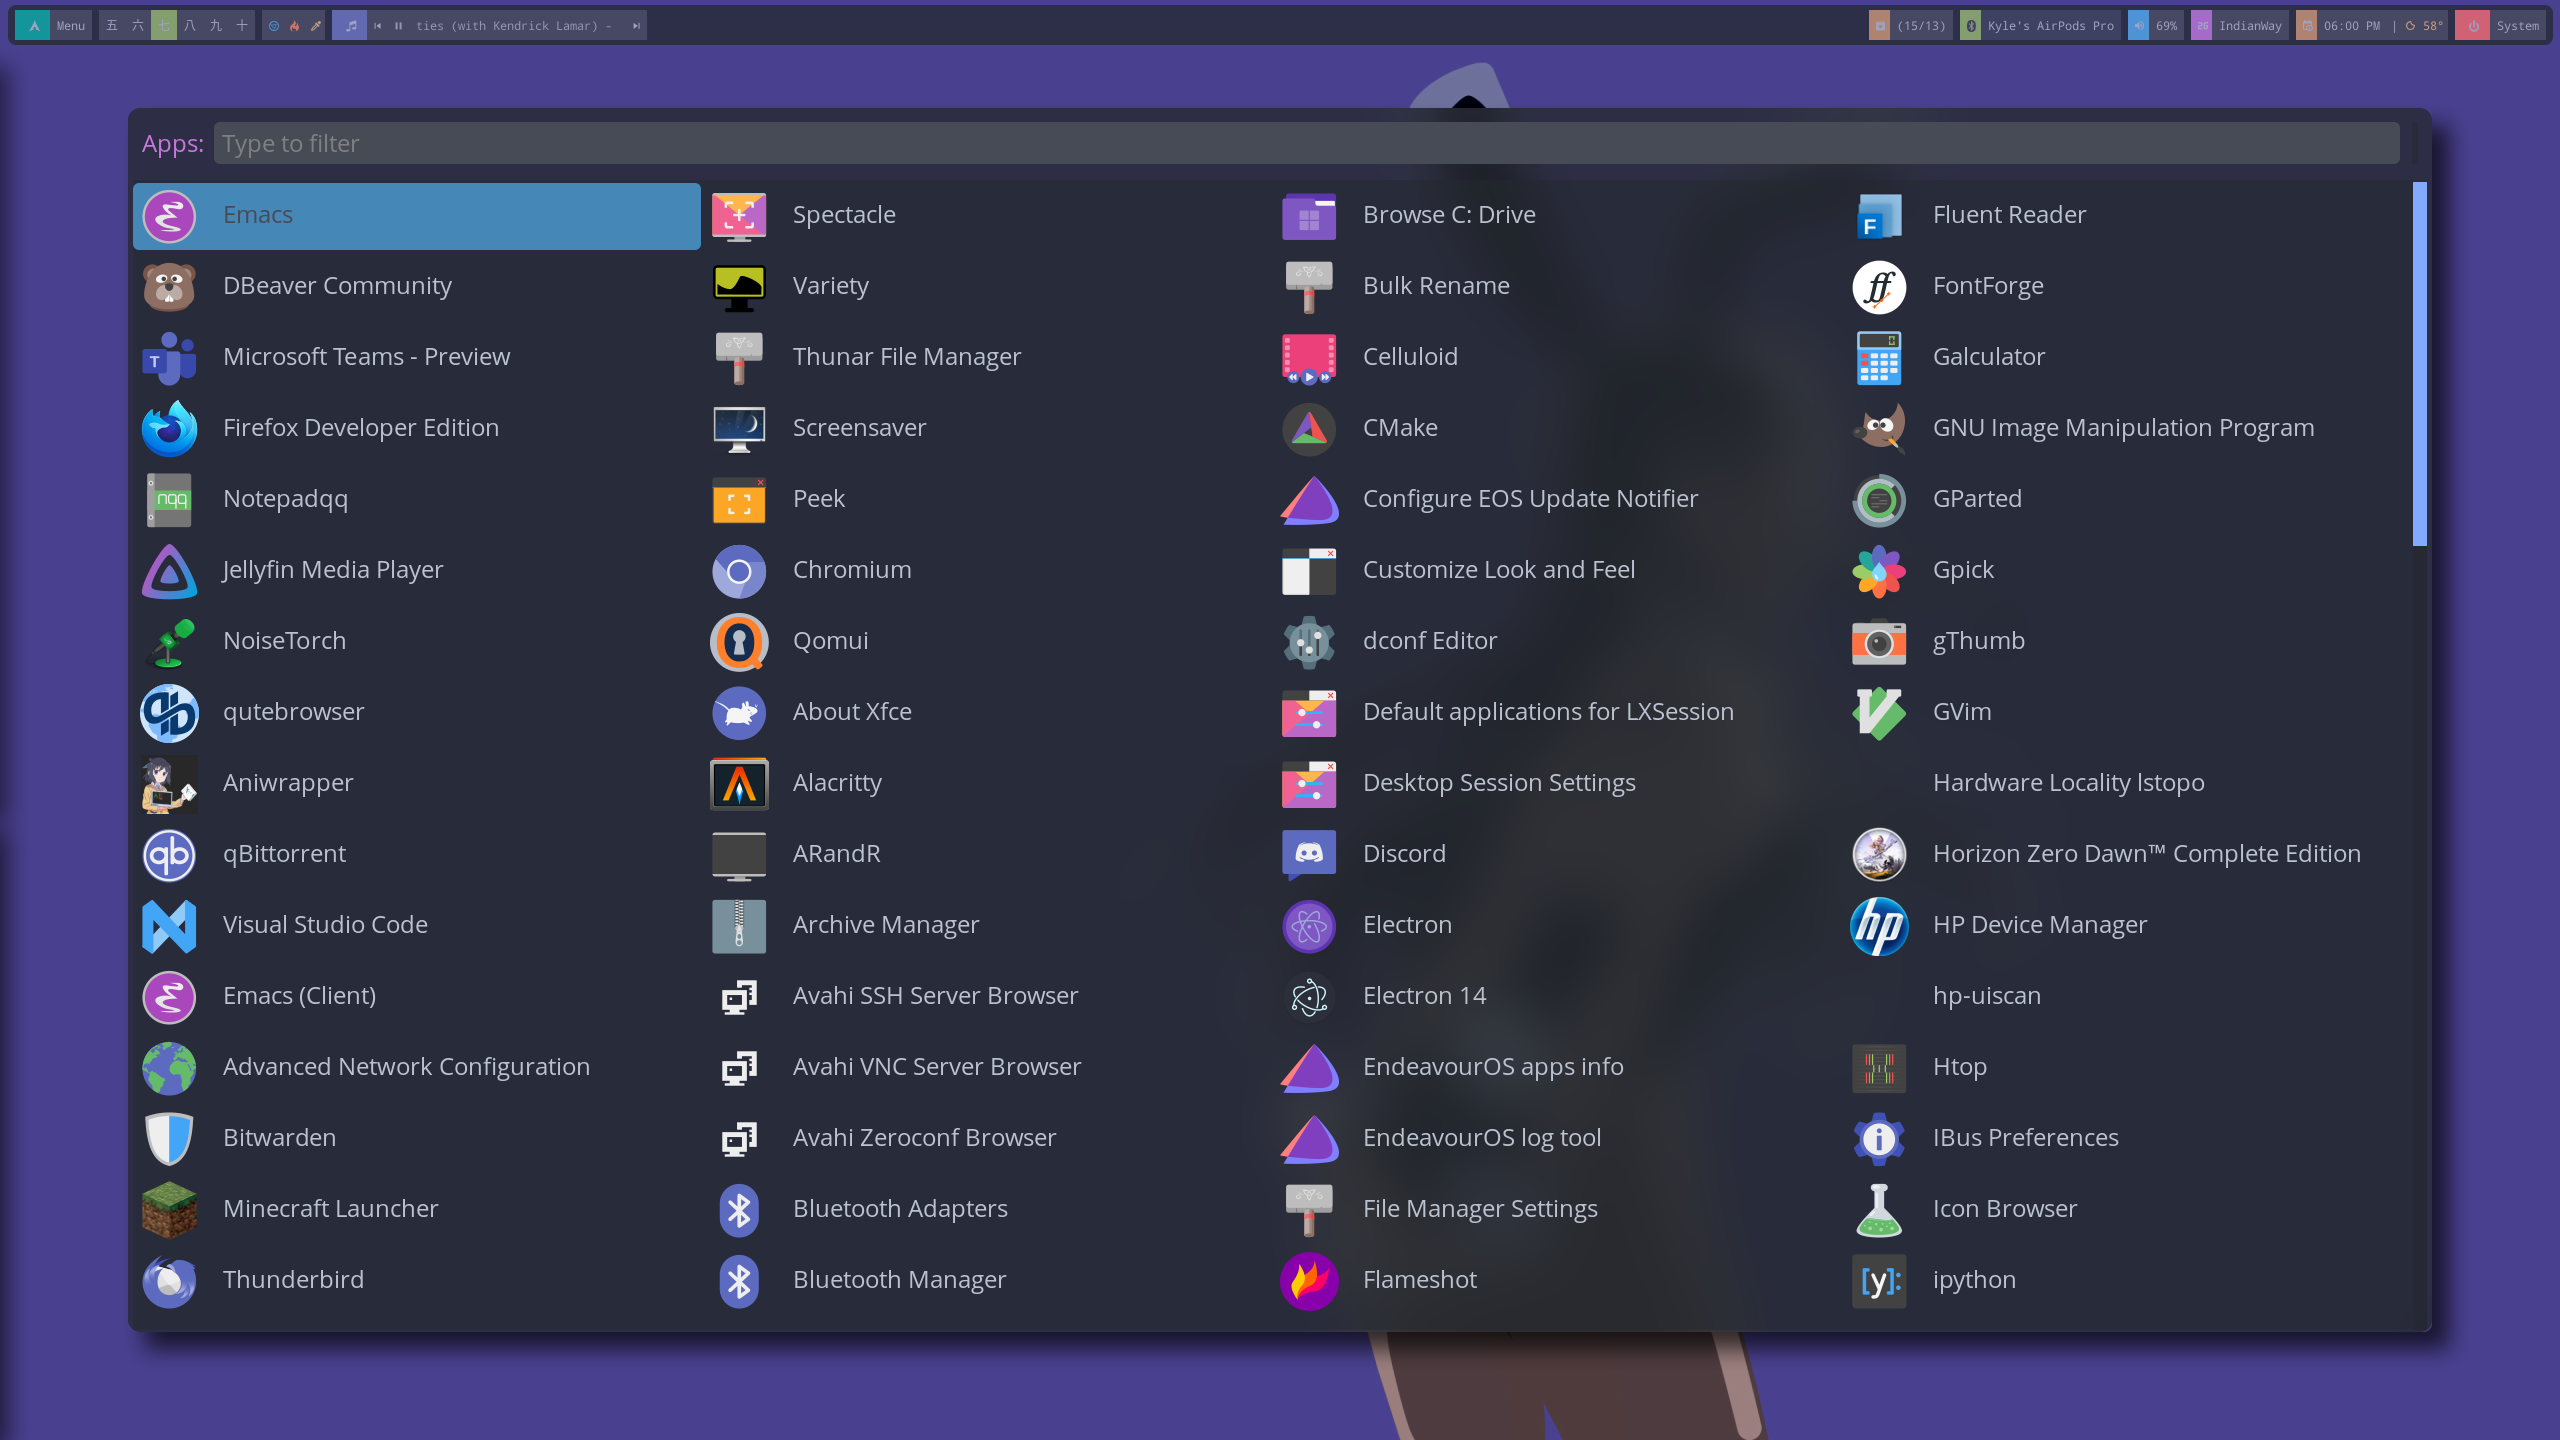 Menu 五 六 七 八 九 十 ties (with Kendrick Lamar) - (15/13) Kyle's AirPods Pro 69% 2G IndianWay 06:00 PM | 58° System
Apps: Type to filter
Emacs
DBeaver Community
Microsoft Teams - Preview
Firefox Developer Edition
Notepadqq
Jellyfin Media Player
NoiseTorch
qutebrowser
Aniwrapper
qBittorrent
Visual Studio Code
Emacs (Client)
Advanced Network Configuration
Bitwarden
Minecraft Launcher
Thunderbird
Spectacle
Variety
Thunar File Manager
Screensaver
Peek
Chromium
Qomui
About Xfce
Alacritty
ARandR
Archive Manager
Avahi SSH Server Browser
Avahi VNC Server Browser
Avahi Zeroconf Browser
Bluetooth Adapters
Bluetooth Manager
Browse C: Drive
Bulk Rename
Celluloid
CMake
Configure EOS Update Notifier
Customize Look and Feel
dconf Editor
Default applications for LXSession
Desktop Session Settings
Discord
Electron
Electron 14
EndeavourOS apps info
EndeavourOS log tool
File Manager Settings
Flameshot
Fluent Reader
FontForge
Galculator
GNU Image Manipulation Program
GParted
Gpick
gThumb
GVim
Hardware Locality lstopo
Horizon Zero Dawn™ Complete Edition
HP Device Manager
hp-uiscan
Htop
IBus Preferences
Icon Browser
ipython